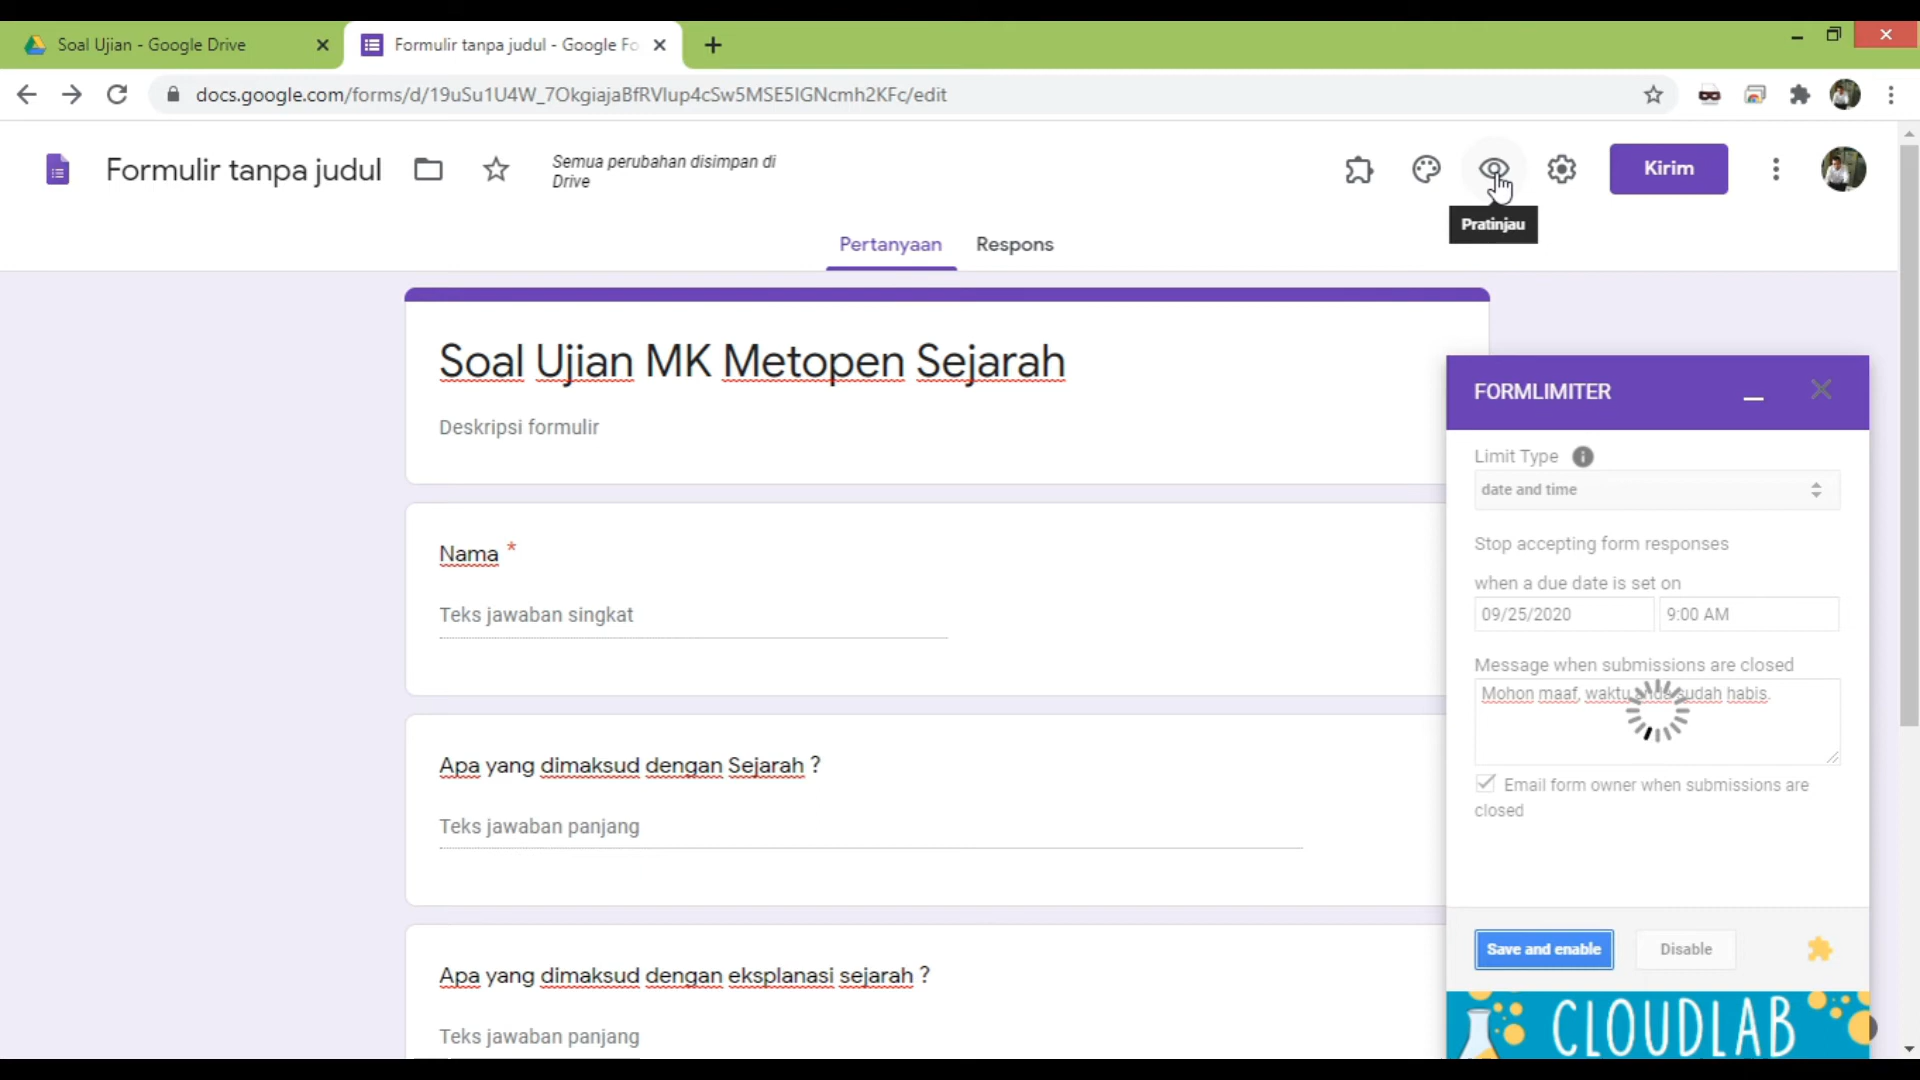 Soal Ujian - Google Drive
Formulir tanpa judul - Google Fo
docs.google.com/forms/d/19uSu1U4W_7OkgiajaBfRVIup4cSw5MSE5IGNcmh2KFc/edit
Formulir tanpa judul
Semua perubahan disimpan di
Drive
Kirim
Pratinjau
Pertanyaan
Respons
Soal Ujian MK Metopen Sejarah
Deskripsi formulir
Nama *
Teks jawaban singkat
Apa yang dimaksud dengan Sejarah ?
Teks jawaban panjang
Apa yang dimaksud dengan eksplanasi sejarah ?
Teks jawaban panjang
FORMLIMITER
Limit Type
date and time
Stop accepting form responses
when a due date is set on
09/25/2020
9:00 AM
Message when submissions are closed
Mohon maaf, waktu anda sudah habis.
Email form owner when submissions are
closed
Save and enable
Disable
CLOUDLAB